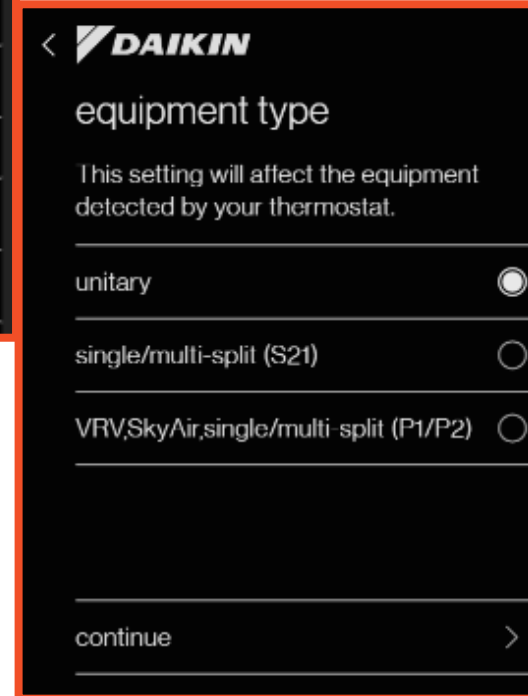 DAIKIN
equipment type
This setting will affect the equipment
detected by your thermostat.
unitary
single/multi-split (S21)
VRV,SkyAir,single/multi-split (P1/P2)
continue